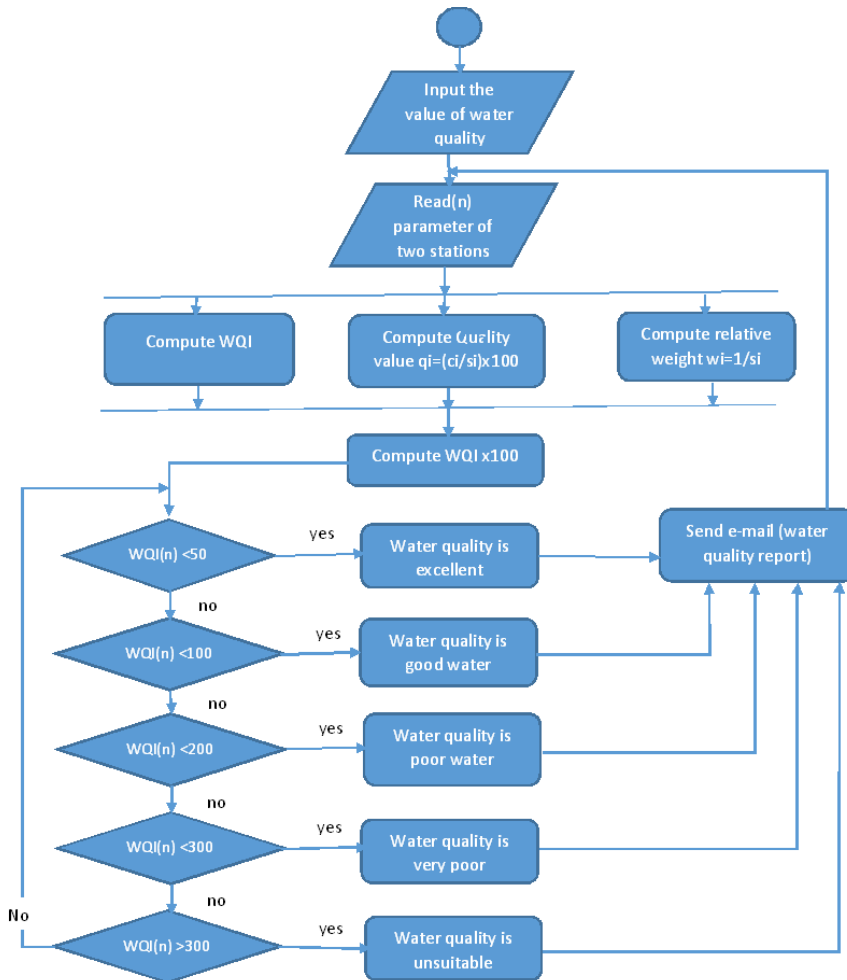 Input the
value of water
quality
Read(n)
parameter of
two stations
Compute WQI
Compute Quality
value qi=(ci/si)x100
Compute relative
weight wi=1/si
Compute WQI x100
WQI(n) <50
yes
Water quality is
excellent
Send e-mail (water
quality report)
no
WQI(n) <100
yes
Water quality is
good water
no
WQI(n) <200
yes
Water quality is
poor water
no
WQI(n) <300
yes
Water quality is
very poor
no
No
WQI(n) >300
yes
Water quality is
unsuitable